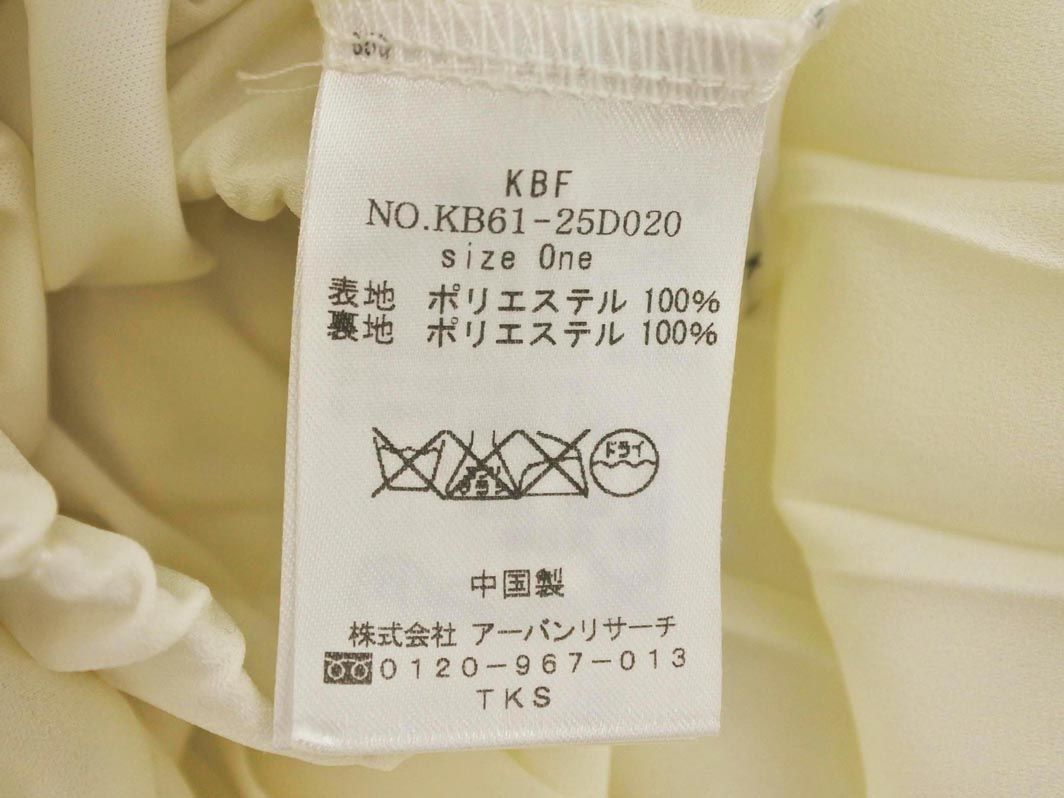 KBF
NO.KB61-25D020
size One
表地 ポリエステル 100%
裏地 ポリエステル 100%
ドライ
中国製
株式会社 アーバンリサーチ
0120-967-013
TKS